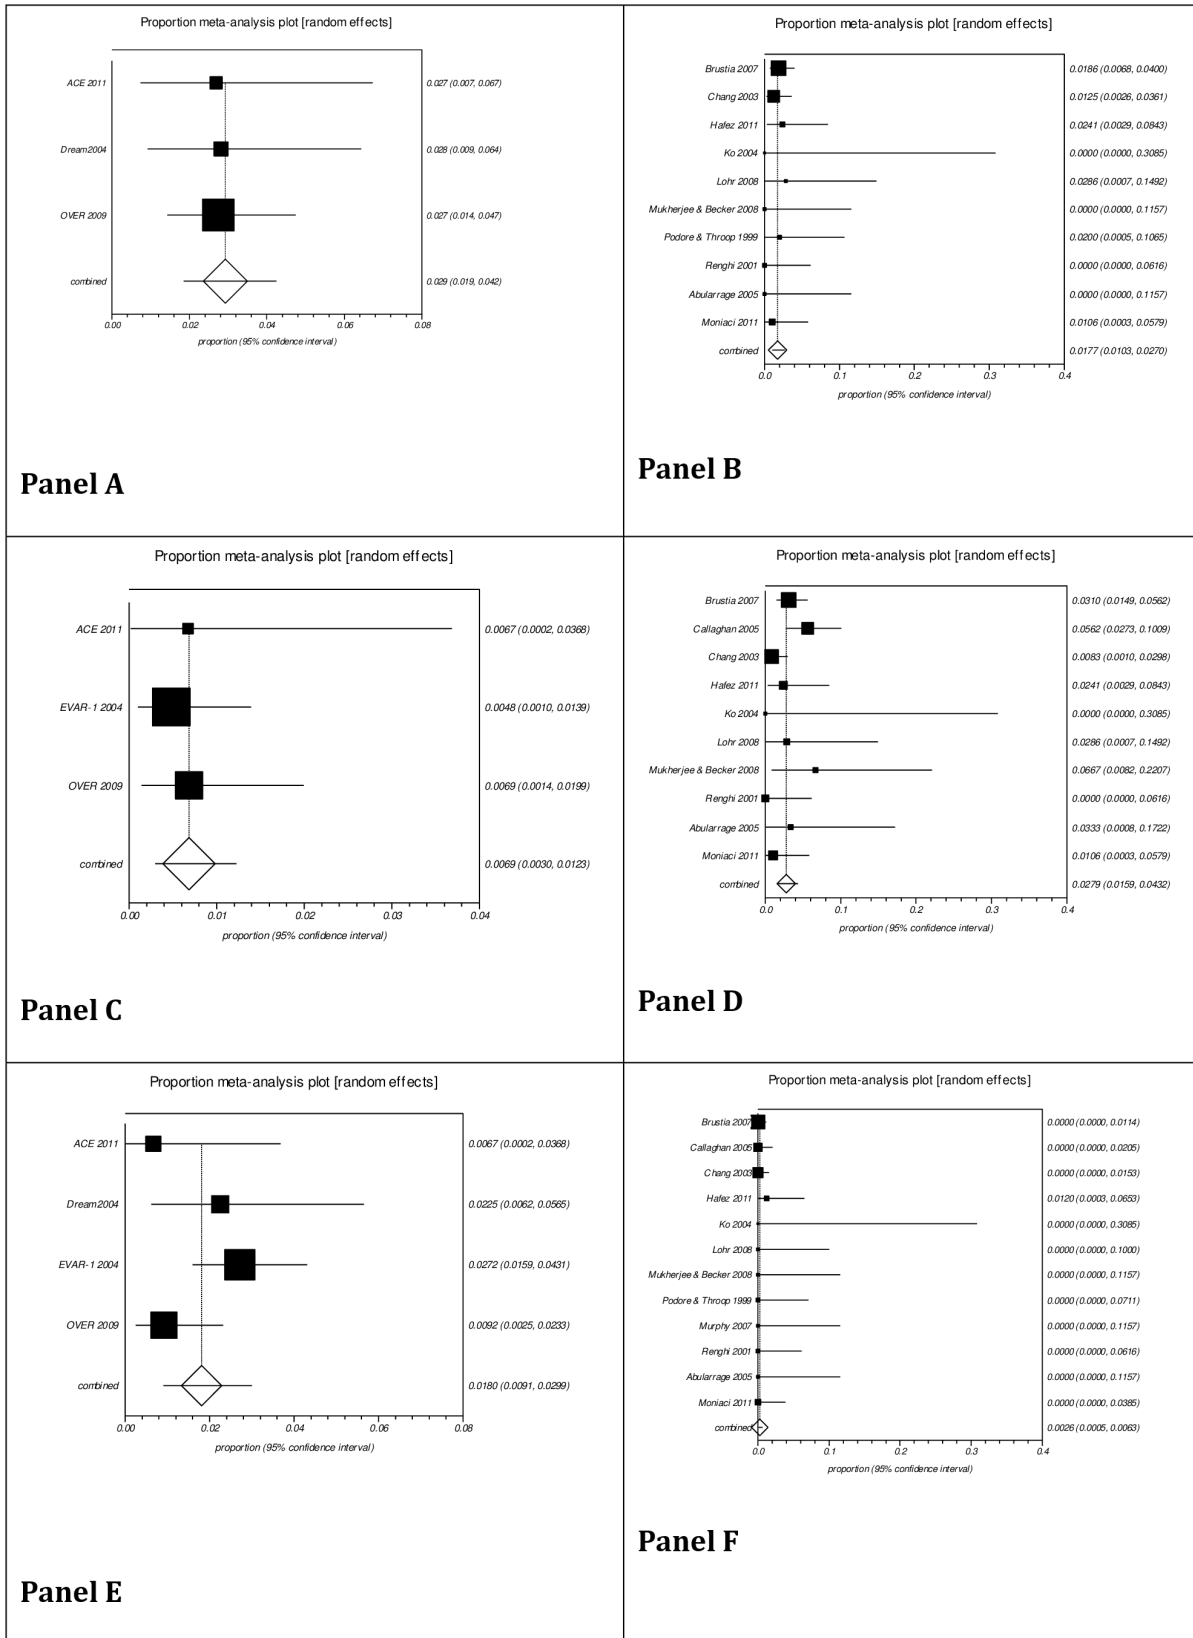 Proportion meta-analysis plot [random effects]
ACE 2011 0.027 (0.007, 0.067)
Dream2004 0.028 (0.009, 0.064)
OVER 2009 0.027 (0.014, 0.047)
combined 0.029 (0.019, 0.042)
0.00 0.02 0.04 0.06 0.08
proportion (95% confidence interval)
Panel A
Proportion meta-analysis plot [random effects]
Brustia 2007 0.0186 (0.0068, 0.0400)
Chang 2003 0.0125 (0.0026, 0.0361)
Hafez 2011 0.0241 (0.0029, 0.0843)
Ko 2004 0.0000 (0.0000, 0.3085)
Lohr 2008 0.0286 (0.0007, 0.1492)
Mukherjee & Becker 2008 0.0000 (0.0000, 0.1157)
Podore & Throop 1999 0.0200 (0.0005, 0.1065)
Renghi 2001 0.0000 (0.0000, 0.0616)
Abularrage 2005 0.0000 (0.0000, 0.1157)
Moniaci 2011 0.0106 (0.0003, 0.0579)
combined 0.0177 (0.0103, 0.0270)
0.0 0.1 0.2 0.3 0.4
proportion (95% confidence interval)
Panel B
Proportion meta-analysis plot [random effects]
ACE 2011 0.0067 (0.0002, 0.0368)
EVAR-1 2004 0.0048 (0.0010, 0.0139)
OVER 2009 0.0069 (0.0014, 0.0199)
combined 0.0069 (0.0030, 0.0123)
0.00 0.01 0.02 0.03 0.04
proportion (95% confidence interval)
Panel C
Proportion meta-analysis plot [random effects]
Brustia 2007 0.0310 (0.0149, 0.0562)
Callaghan 2005 0.0562 (0.0273, 0.1009)
Chang 2003 0.0083 (0.0010, 0.0298)
Hafez 2011 0.0241 (0.0029, 0.0843)
Ko 2004 0.0000 (0.0000, 0.3085)
Lohr 2008 0.0286 (0.0007, 0.1492)
Mukherjee & Becker 2008 0.0667 (0.0082, 0.2207)
Renghi 2001 0.0000 (0.0000, 0.0616)
Abularrage 2005 0.0333 (0.0008, 0.1722)
Moniaci 2011 0.0106 (0.0003, 0.0579)
combined 0.0279 (0.0159, 0.0432)
0.0 0.1 0.2 0.3 0.4
proportion (95% confidence interval)
Panel D
Proportion meta-analysis plot [random effects]
ACE 2011 0.0067 (0.0002, 0.0368)
Dream2004 0.0225 (0.0062, 0.0565)
EVAR-1 2004 0.0272 (0.0159, 0.0431)
OVER 2009 0.0092 (0.0025, 0.0233)
combined 0.0180 (0.0091, 0.0299)
0.00 0.02 0.04 0.06 0.08
proportion (95% confidence interval)
Panel E
Proportion meta-analysis plot [random effects]
Brustia 2007 0.0000 (0.0000, 0.0114)
Callaghan 2005 0.0000 (0.0000, 0.0205)
Chang 2003 0.0000 (0.0000, 0.0153)
Hafez 2011 0.0120 (0.0003, 0.0653)
Ko 2004 0.0000 (0.0000, 0.3085)
Lohr 2008 0.0000 (0.0000, 0.1000)
Mukherjee & Becker 2008 0.0000 (0.0000, 0.1157)
Podore & Throop 1999 0.0000 (0.0000, 0.0711)
Murphy 2007 0.0000 (0.0000, 0.1157)
Renghi 2001 0.0000 (0.0000, 0.0616)
Abularrage 2005 0.0000 (0.0000, 0.1157)
Moniaci 2011 0.0000 (0.0000, 0.0385)
combined 0.0026 (0.0005, 0.0063)
0.0 0.1 0.2 0.3 0.4
proportion (95% confidence interval)
Panel F